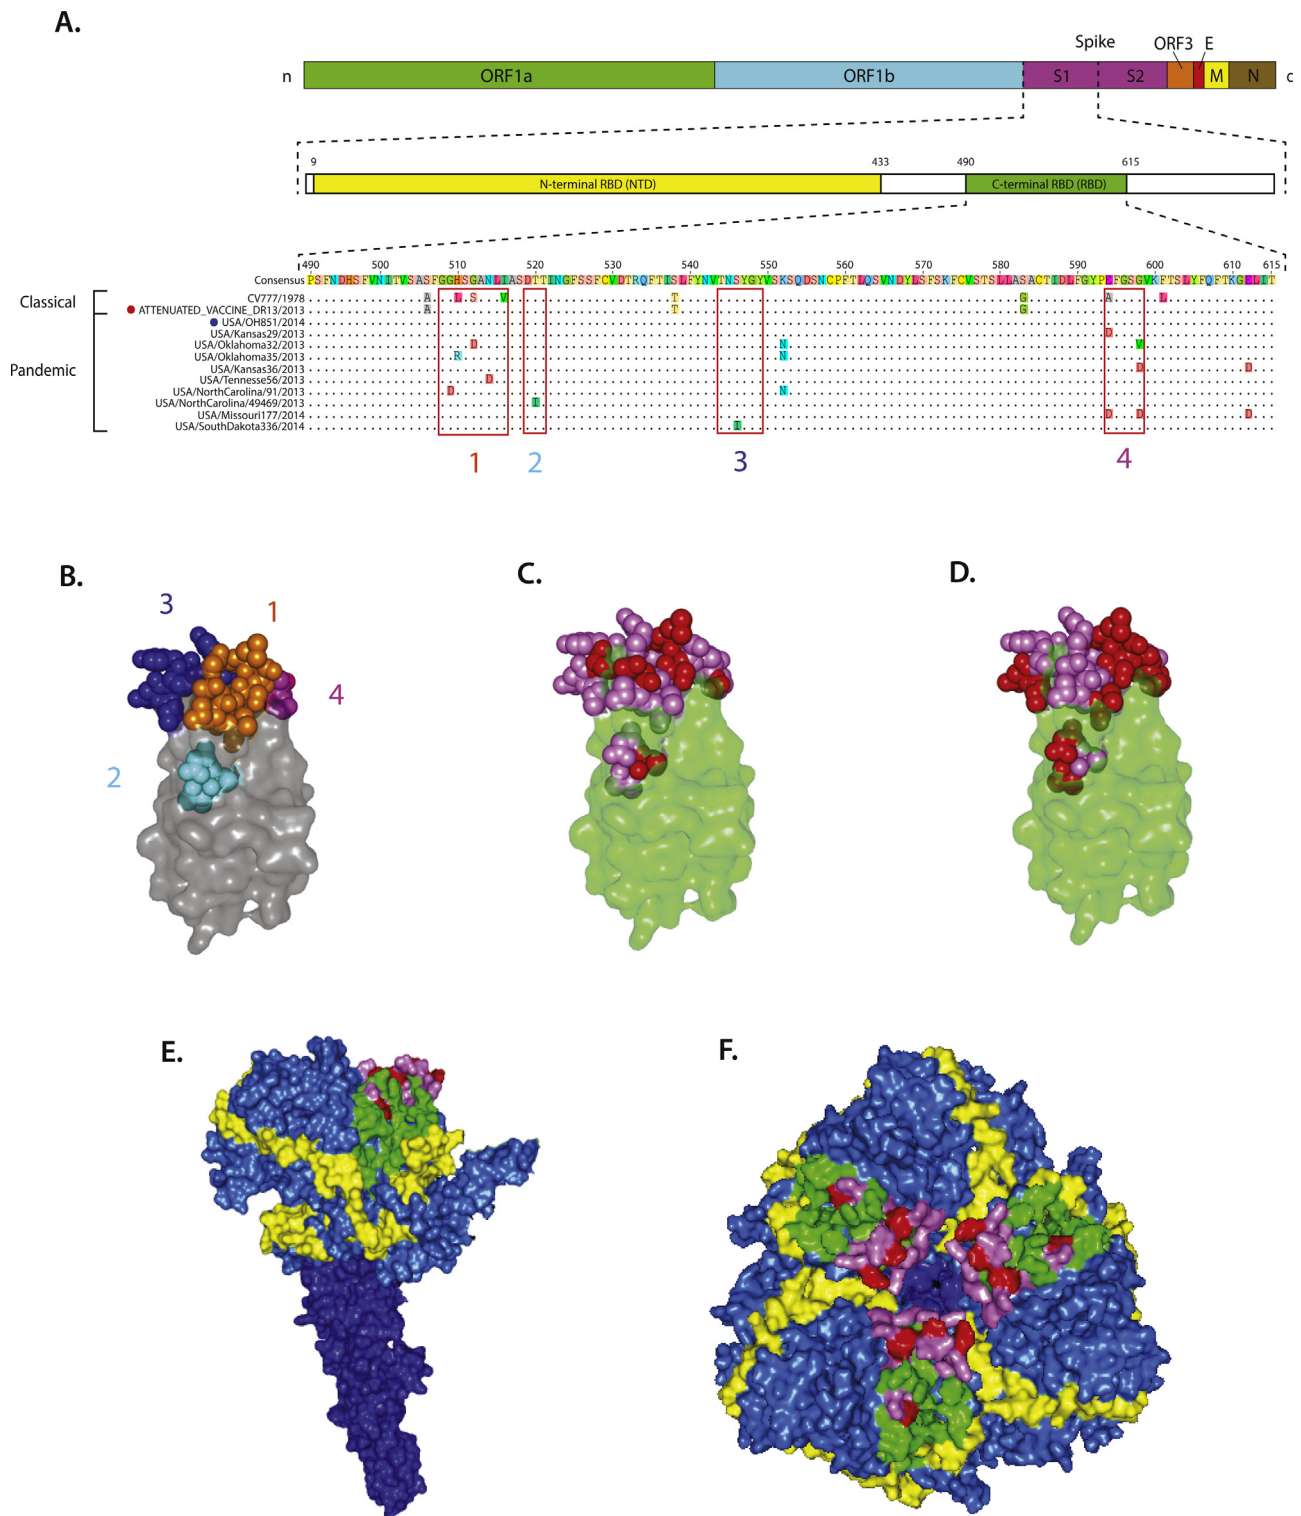 A.
Spike ORF3 E
n ORF1a ORF1b S1 S2 M N c
9 433 490 615
N-terminal RBD (NTD) C-terminal RBD (RBD)
490 500 510 520 530 540 550 560 570 580 590 600 615
Consensus PSFNDHSFVNITVSASFGGHSGANLIASDTTINGFSSFCVDTRQFTISLFYNVTNSYGYVSKSQDSNCPFTLQSVNDYLSFSKFCVSTSLLASACTIDLFGYPEFGSGVKFTSLYFQFTKGELIT
Classical
CV777/1978 A L S V T G A L
ATTENUATED_VACCINE_DR13/2013 A T G
Pandemic
USA/OH851/2014
USA/Kansas29/2013 D
USA/Oklahoma32/2013 D N V
USA/Oklahoma35/2013 R N
USA/Kansas36/2013 D D
USA/Tennesse56/2013 D
USA/NorthCarolina/91/2013 D N
USA/NorthCarolina/49469/2013 I
USA/Missouri177/2014 D D D
USA/SouthDakota336/2014 I
1 2 3 4
B. C. D.
3 1
4
2
E. F.